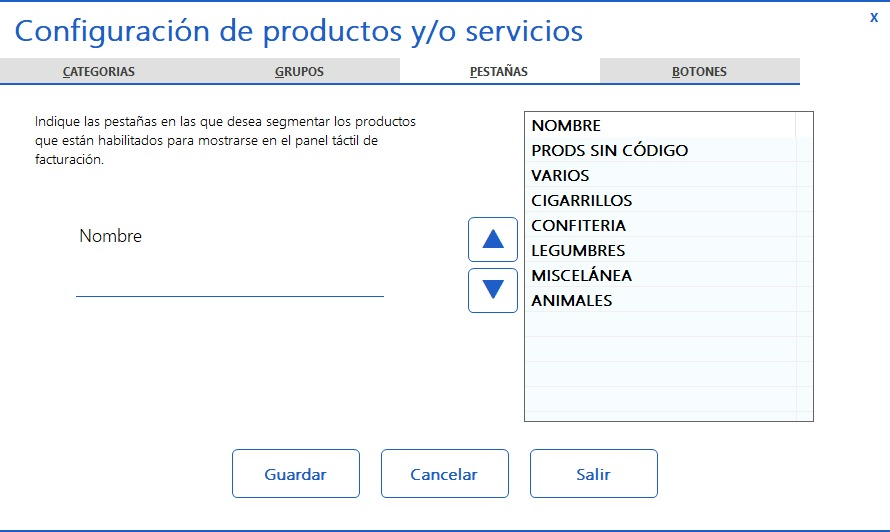 Configuración de productos y/o servicios
X
CATEGORIAS
GRUPOS
PESTAÑAS
BOTONES
Indique las pestañas en las que desea segmentar los productos
que están habilitados para mostrarse en el panel táctil de
facturación.
Nombre
NOMBRE
PRODS SIN CÓDIGO
VARIOS
CIGARRILLOS
CONFITERIA
LEGUMBRES
MISCELÁNEA
ANIMALES
Guardar
Cancelar
Salir